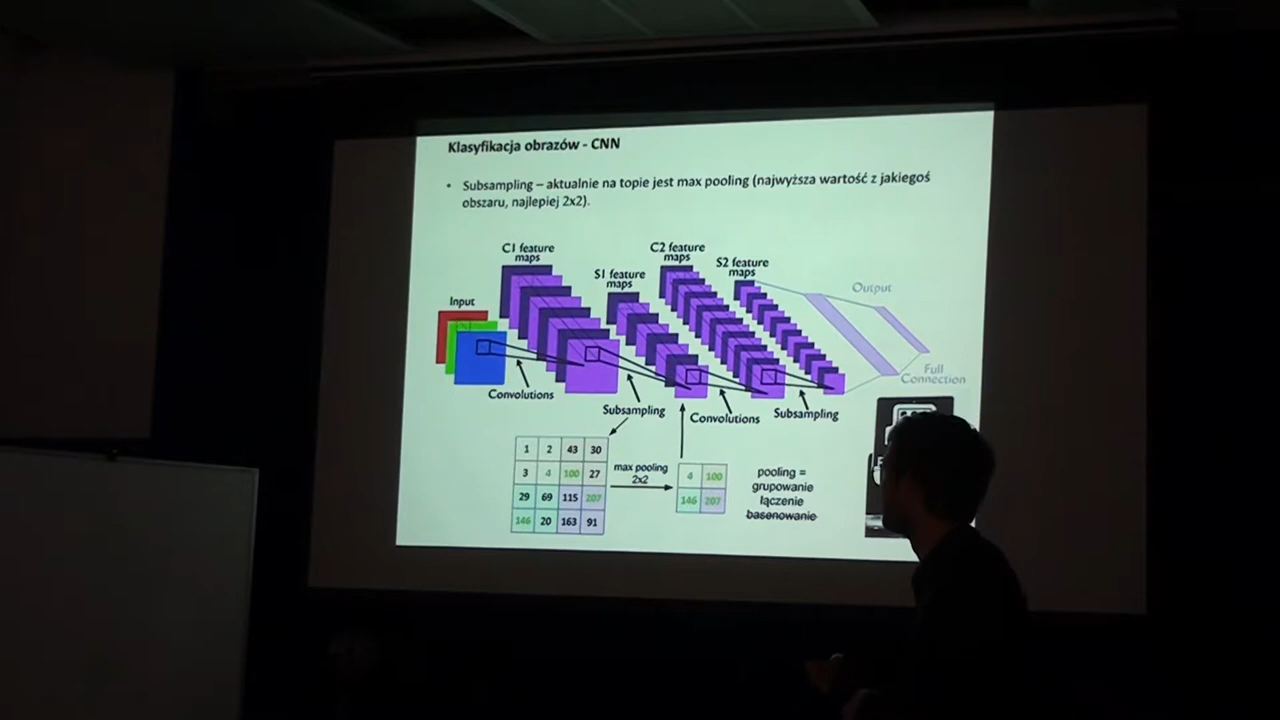 Klasyfikacja obrazów - CNN
• Subsampling – aktualnie na topie jest max pooling (najwyższa wartość z jakiegoś
obszaru, najlepiej 2x2).
C1 feature
maps
S1 feature
maps
C2 feature
maps
S2 feature
maps
Input
Output
Full
Connection
Convolutions
Subsampling
Convolutions
Subsampling
1 2 43 30
3 4 100 27
29 69 115 207
146 20 163 91
max pooling
2x2
4 100
146 207
pooling =
grupowanie
łączenie
basenowanie